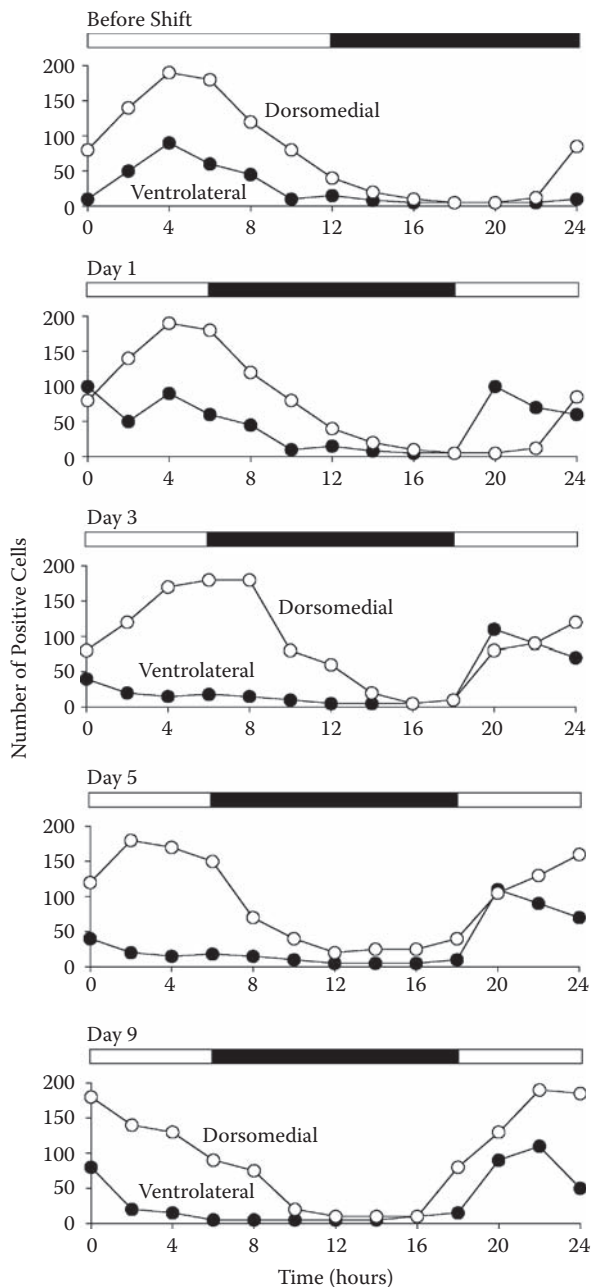 Before Shift
200
150
100
50
0
Dorsomedial
Ventrolateral
0 4 8 12 16 20 24
Day 1
200
150
100
50
0
0 4 8 12 16 20 24
Day 3
200
150
100
50
0
Dorsomedial
Ventrolateral
0 4 8 12 16 20 24
Number of Positive Cells
Day 5
200
150
100
50
0
0 4 8 12 16 20 24
Day 9
200
150
100
50
0
Dorsomedial
Ventrolateral
0 4 8 12 16 20 24
Time (hours)